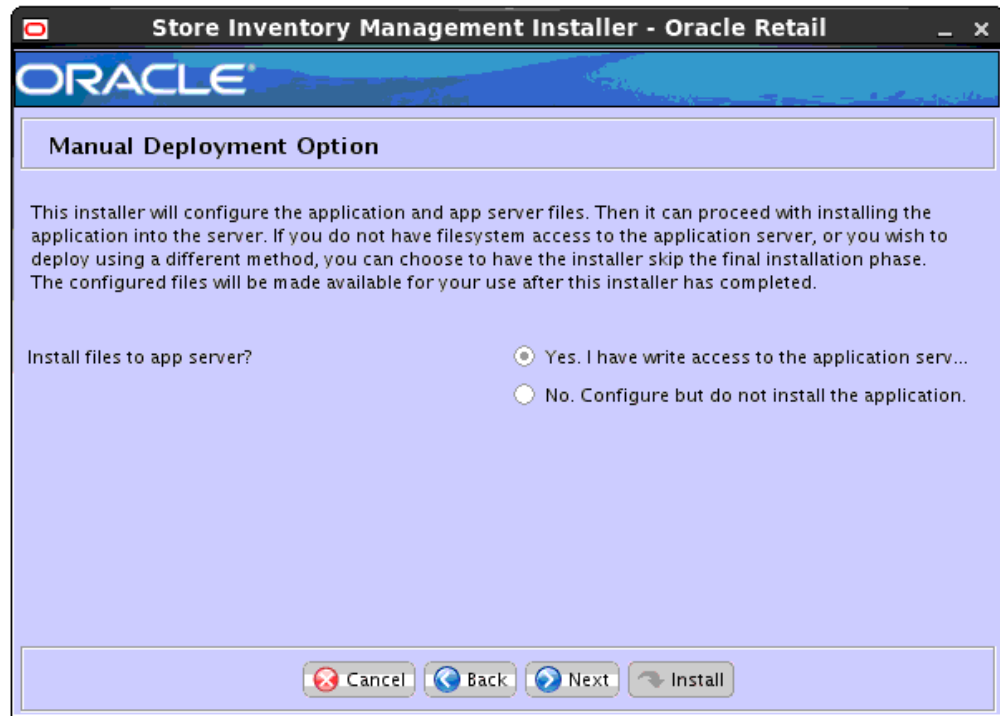 Store Inventory Management Installer - Oracle Retail
ORACLE
Manual Deployment Option
This installer will configure the application and app server files. Then it can proceed with installing the
application into the server. If you do not have filesystem access to the application server, or you wish to
deploy using a different method, you can choose to have the installer skip the final installation phase.
The configured files will be made available for your use after this installer has completed.
Install files to app server?
Yes. I have write access to the application serv...
No. Configure but do not install the application.
Cancel Back Next Install